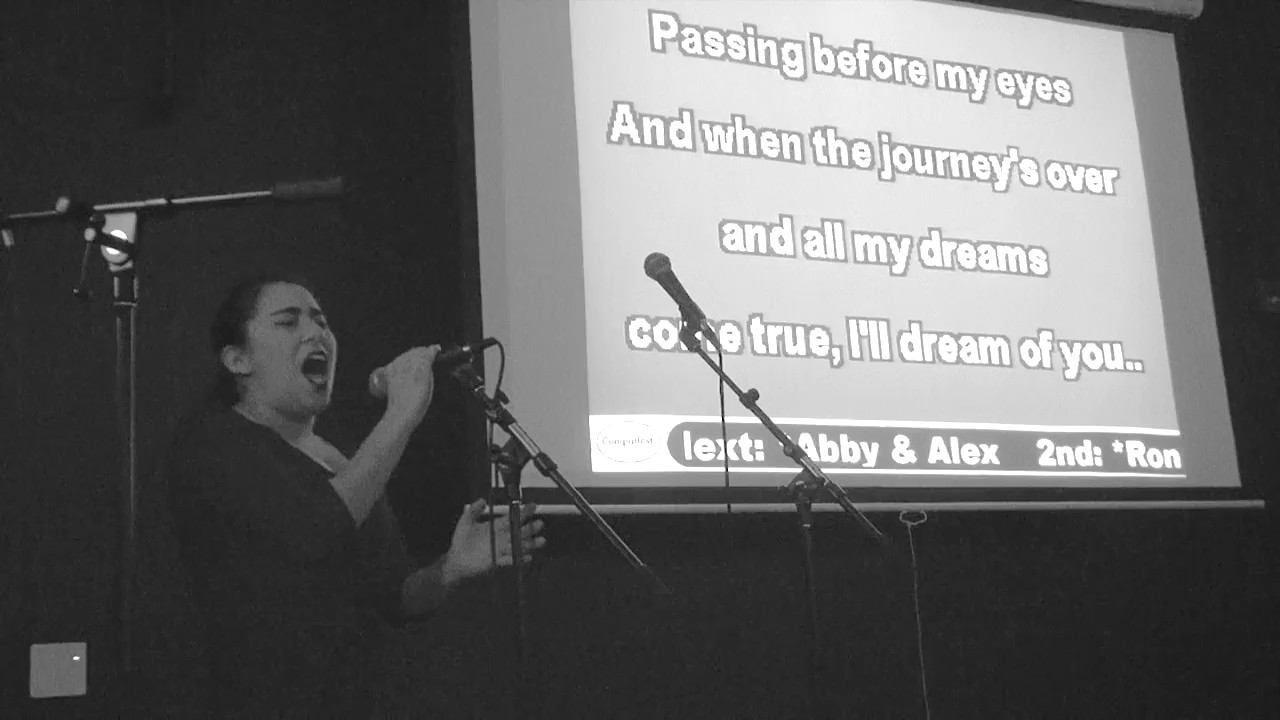 Passing before my eyes
And when the journey's over
and all my dreams
come true, I'll dream of you..
lext: *Abby & Alex 2nd: *Ron